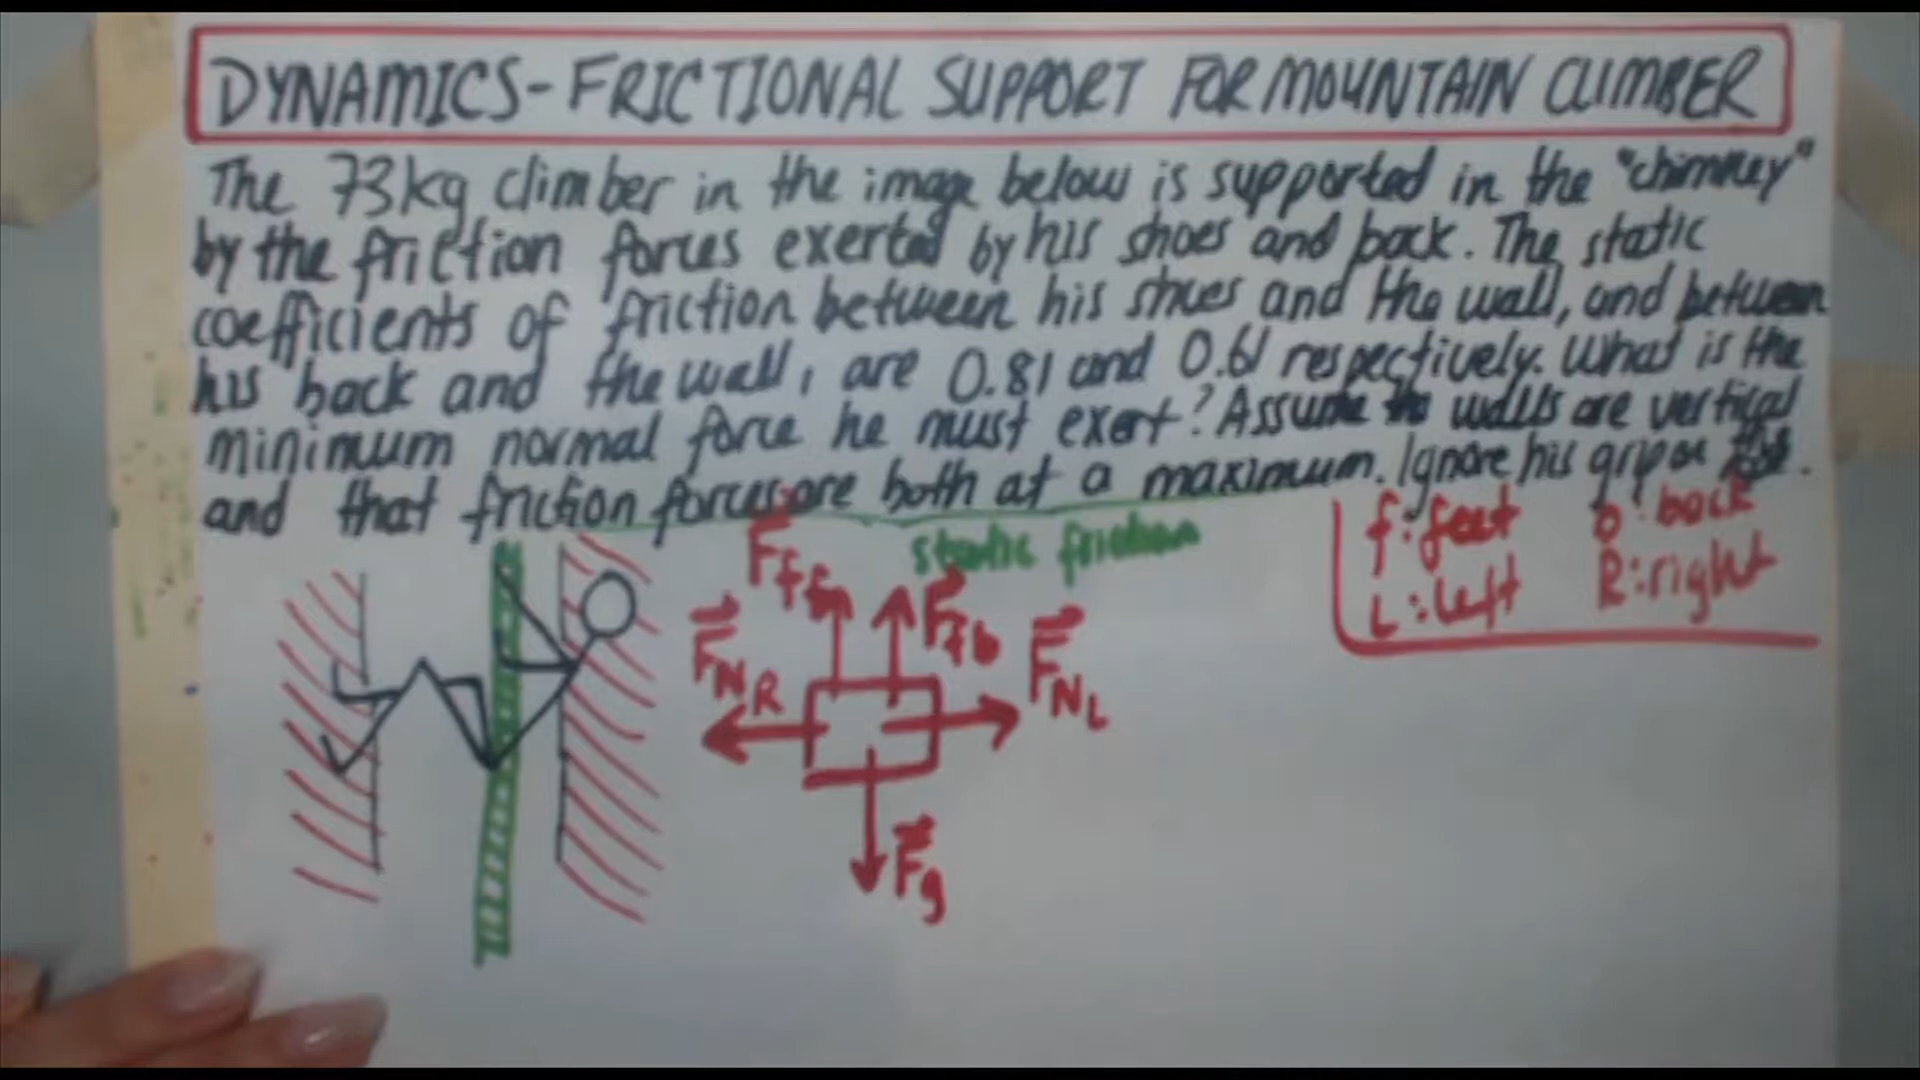 DYNAMICS-FRICTIONAL SUPPORT FOR MOUNTAIN CLIMBER
The 73kg climber in the image below is supported in the "chimney"
by the friction forces exerted by his shoes and back. The static
coefficients of friction between his shoes and the wall, and between
his back and the wall, are 0.81 and 0.61 respectively. What is the
minimum normal force he must exert? Assume the walls are vertical
and that friction forces are both at a maximum. Ignore his grip on
static friction
f:feet b:back
L:left R:right
F_ff
F_fb
F_NR
F_NL
F_g